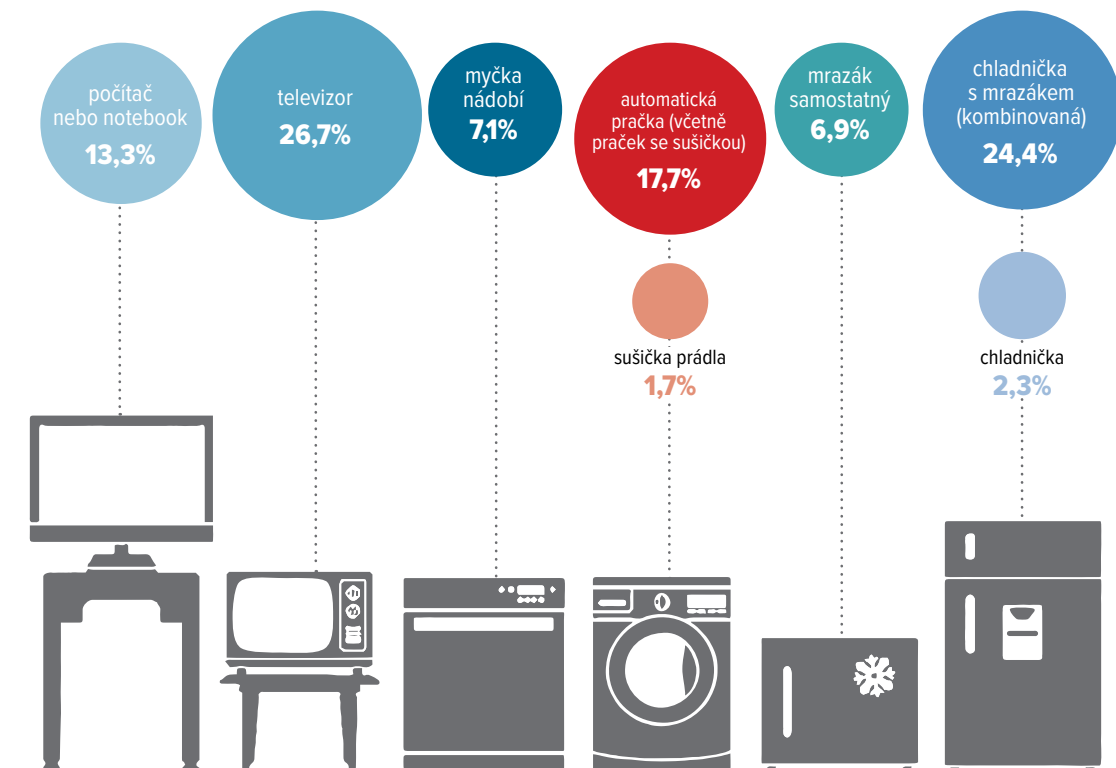 počítač
nebo notebook
13,3%
televizor
26,7%
myčka
nádobí
7,1%
automatická
pračka (včetně
praček se sušičkou)
17,7%
mrazák
samostatný
6,9%
chladnička
s mrazákem
(kombinovaná)
24,4%
sušička prádla
1,7%
chladnička
2,3%